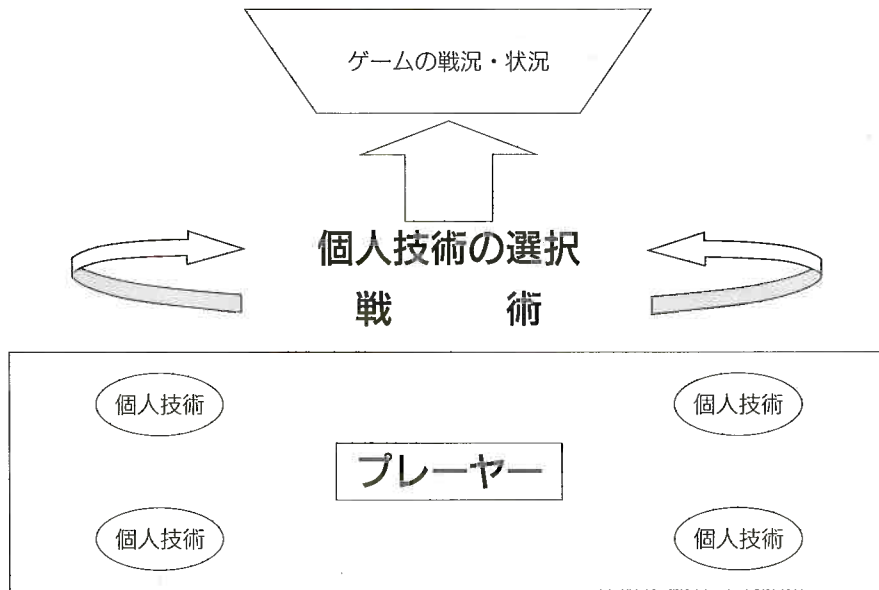 ゲームの戦況・状況
個人技術の選択
戦 術
個人技術
個人技術
プレーヤー
個人技術
個人技術